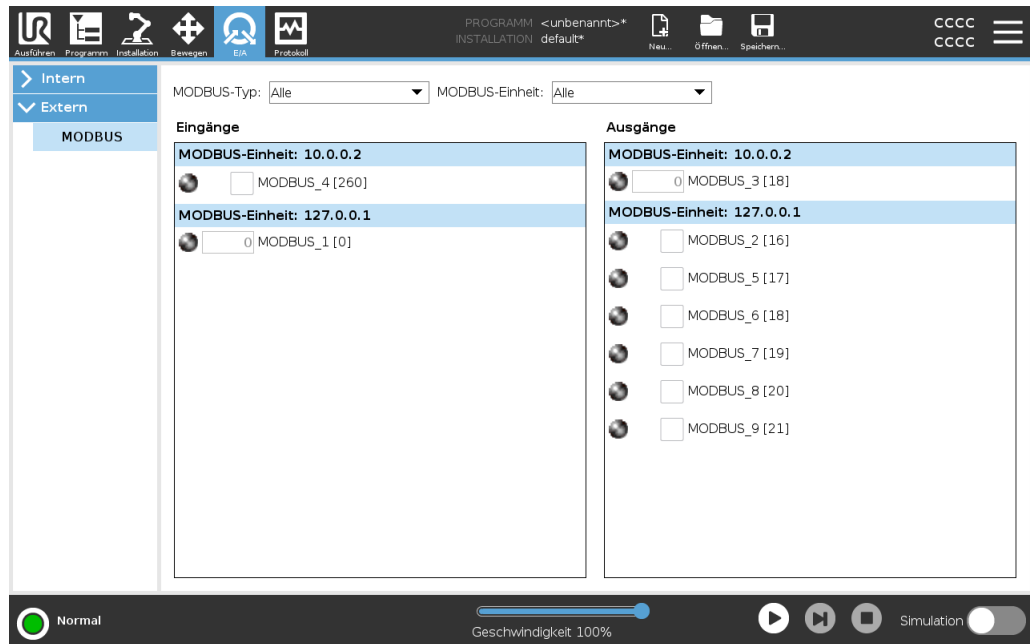 UR
Ausführen Programm Installation Bewegen E/A Protokoll
PROGRAMM <unbenannt>*
INSTALLATION default*
Neu... Öffnen... Speichern...
CCCC
CCCC
Intern
Extern
MODBUS
MODBUS-Typ: Alle MODBUS-Einheit: Alle
Eingänge
MODBUS-Einheit: 10.0.0.2
MODBUS_4 [260]
MODBUS-Einheit: 127.0.0.1
0 MODBUS_1 [0]
Ausgänge
MODBUS-Einheit: 10.0.0.2
0 MODBUS_3 [18]
MODBUS-Einheit: 127.0.0.1
MODBUS_2 [16]
MODBUS_5 [17]
MODBUS_6 [18]
MODBUS_7 [19]
MODBUS_8 [20]
MODBUS_9 [21]
Normal
Geschwindigkeit 100%
Simulation